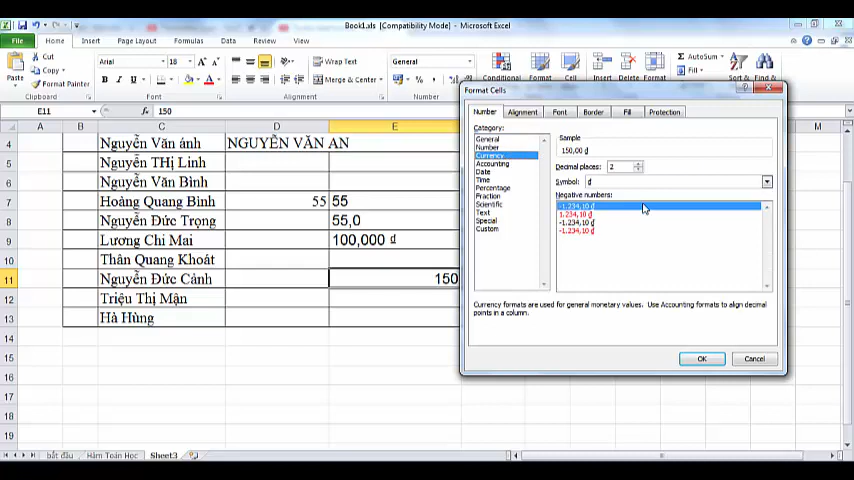 Book1.xls [Compatibility Mode] - Microsoft Excel
File Home Insert Page Layout Formulas Data Review View
Cut
Copy
Format Painter
Paste
Clipboard
Arial 18
B I U
Font
Wrap Text
Merge & Center
Alignment
General
Number
Conditional Format Cell
Insert Delete Format
AutoSum
Fill
Sort & Find &
E11 fx 150
A B C D E M
4 Nguyễn Văn ánh NGUYỄN VĂN AN
5 Nguyễn THị Linh
6 Nguyễn Văn Bình
7 Hoàng Quang Bình 55 55
8 Nguyễn Đức Trọng 55,0
9 Lương Chi Mai 100,000 đ
10 Thân Quang Khoát
11 Nguyễn Đức Cảnh 150
12 Triệu Thị Mận
13 Hà Hùng
14
15
16
17
18
19
bắt đầu Hàm Toán Học Sheet3
Format Cells
Number Alignment Font Border Fill Protection
Category:
General
Number
Currency
Accounting
Date
Time
Percentage
Fraction
Scientific
Text
Special
Custom
Sample
150,00 ₫
Decimal places: 2
Symbol: ₫
Negative numbers:
-1.234,10 ₫
1.234,10 ₫
-1.234,10 ₫
-1.234,10 ₫
Currency formats are used for general monetary values. Use Accounting formats to align decimal
points in a column.
OK Cancel